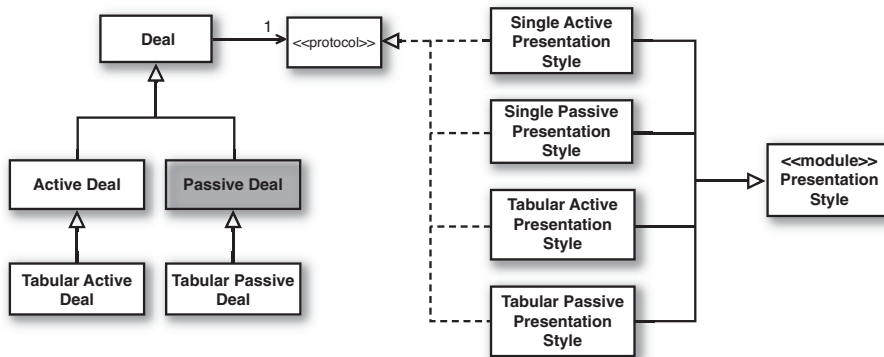 Deal
1
<<protocol>>
Active Deal
Passive Deal
Tabular Active
Deal
Tabular Passive
Deal
Single Active
Presentation
Style
Single Passive
Presentation
Style
Tabular Active
Presentation
Style
Tabular Passive
Presentation
Style
<<module>>
Presentation
Style